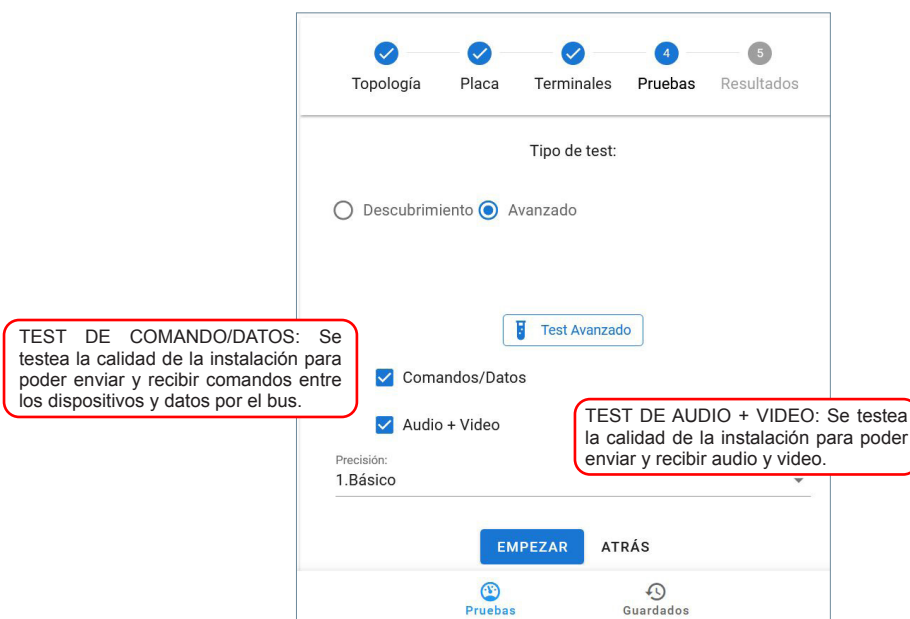 4
5
Topología
Placa
Terminales
Pruebas
Resultados
Tipo de test:
Descubrimiento
Avanzado
Test Avanzado
TEST DE COMANDO/DATOS: Se
testea la calidad de la instalación para
poder enviar y recibir comandos entre
los dispositivos y datos por el bus.
Comandos/Datos
Audio + Video
TEST DE AUDIO + VIDEO: Se testea
la calidad de la instalación para poder
enviar y recibir audio y video.
Precisión:
1.Básico
EMPEZAR
ATRÁS
Pruebas
Guardados